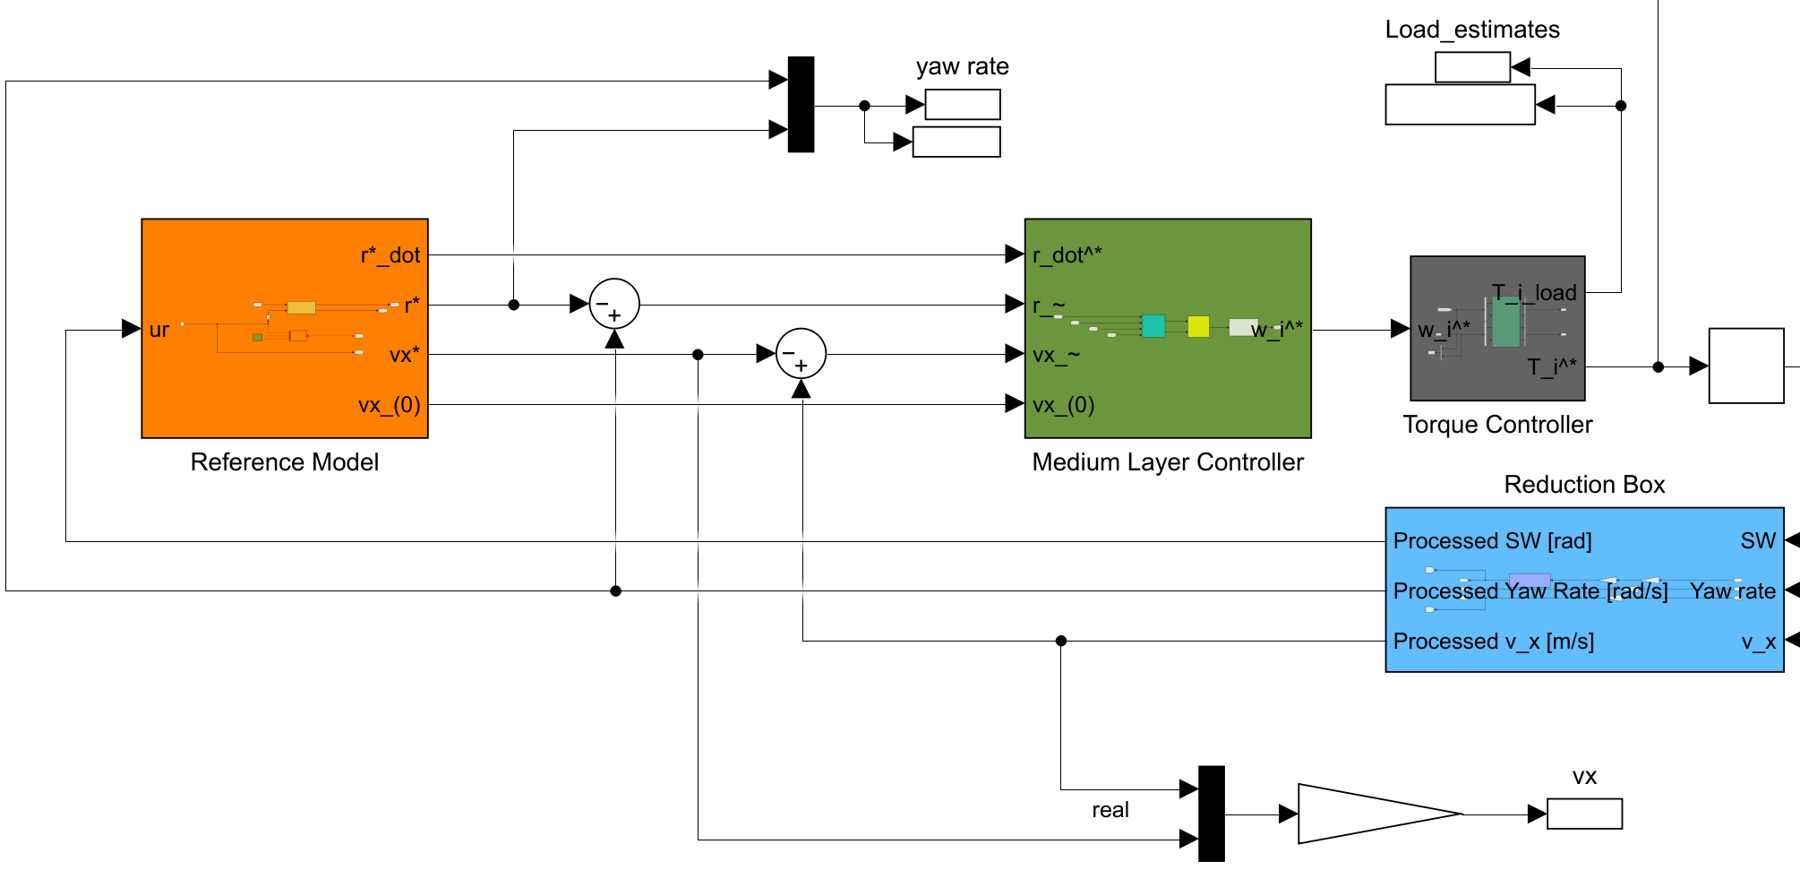 Load_estimates
yaw rate
r*_dot
r*
ur
vx*
vx_(0)
Reference Model
− +
− +
r_dot^*
r_~
w_i^*
vx_~
vx_(0)
Medium Layer Controller
T_i_load
w_i^*
T_i^*
Torque Controller
Reduction Box
Processed SW [rad] SW
Processed Yaw Rate [rad/s] Yaw rate
Processed v_x [m/s] v_x
real
vx